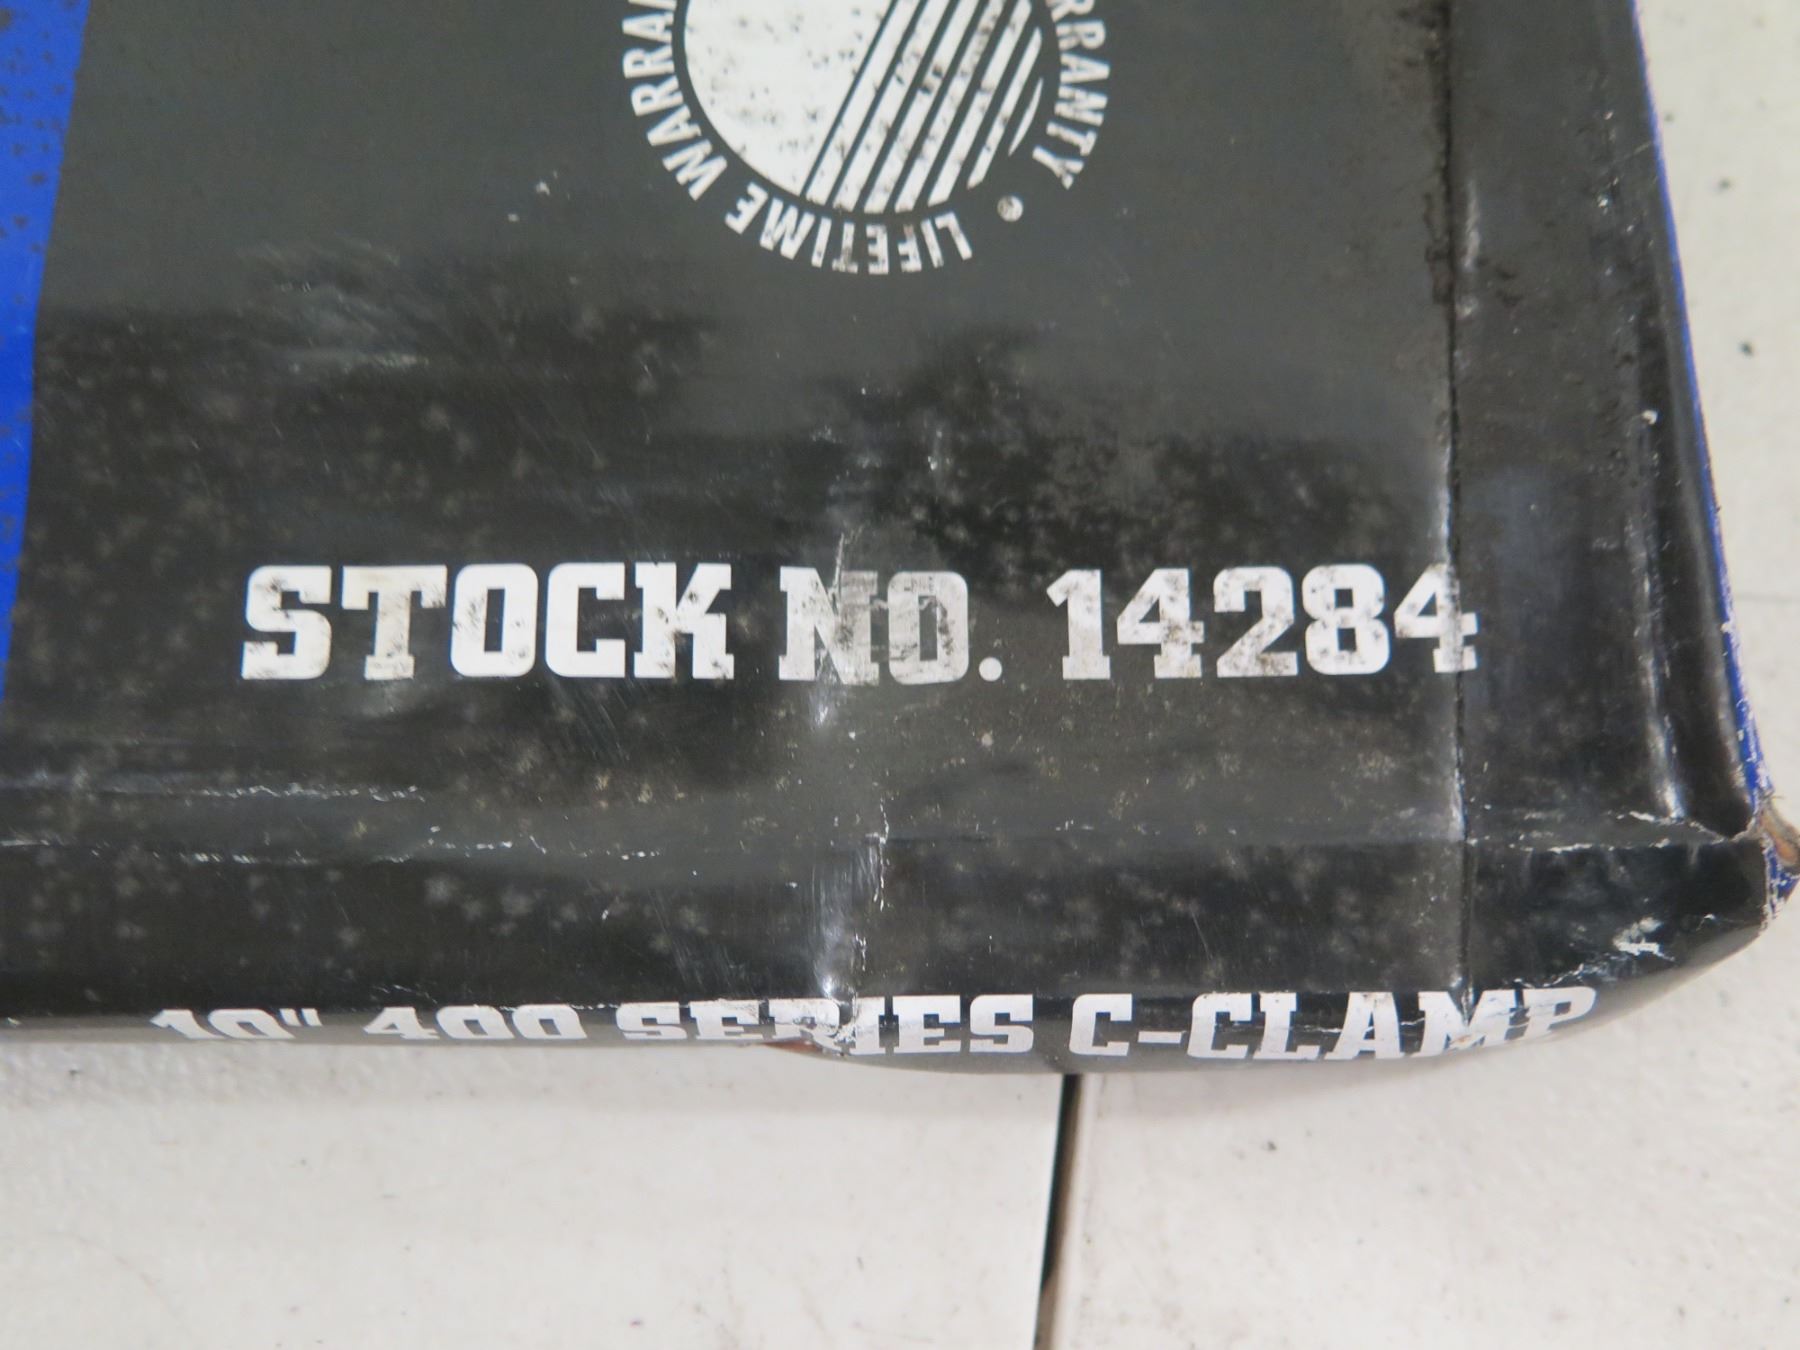 LIFETIME WARRANTY •
STOCK NO. 14284
10" 400 SERIES C-CLAMP